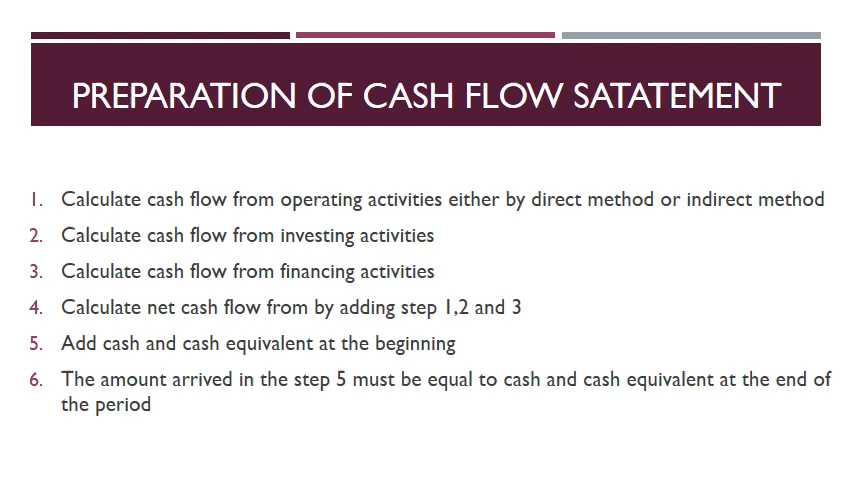 PREPARATION OF CASH FLOW SATATEMENT
1. Calculate cash flow from operating activities either by direct method or indirect method
2. Calculate cash flow from investing activities
3. Calculate cash flow from financing activities
4. Calculate net cash flow from by adding step 1,2 and 3
5. Add cash and cash equivalent at the beginning
6. The amount arrived in the step 5 must be equal to cash and cash equivalent at the end of
the period